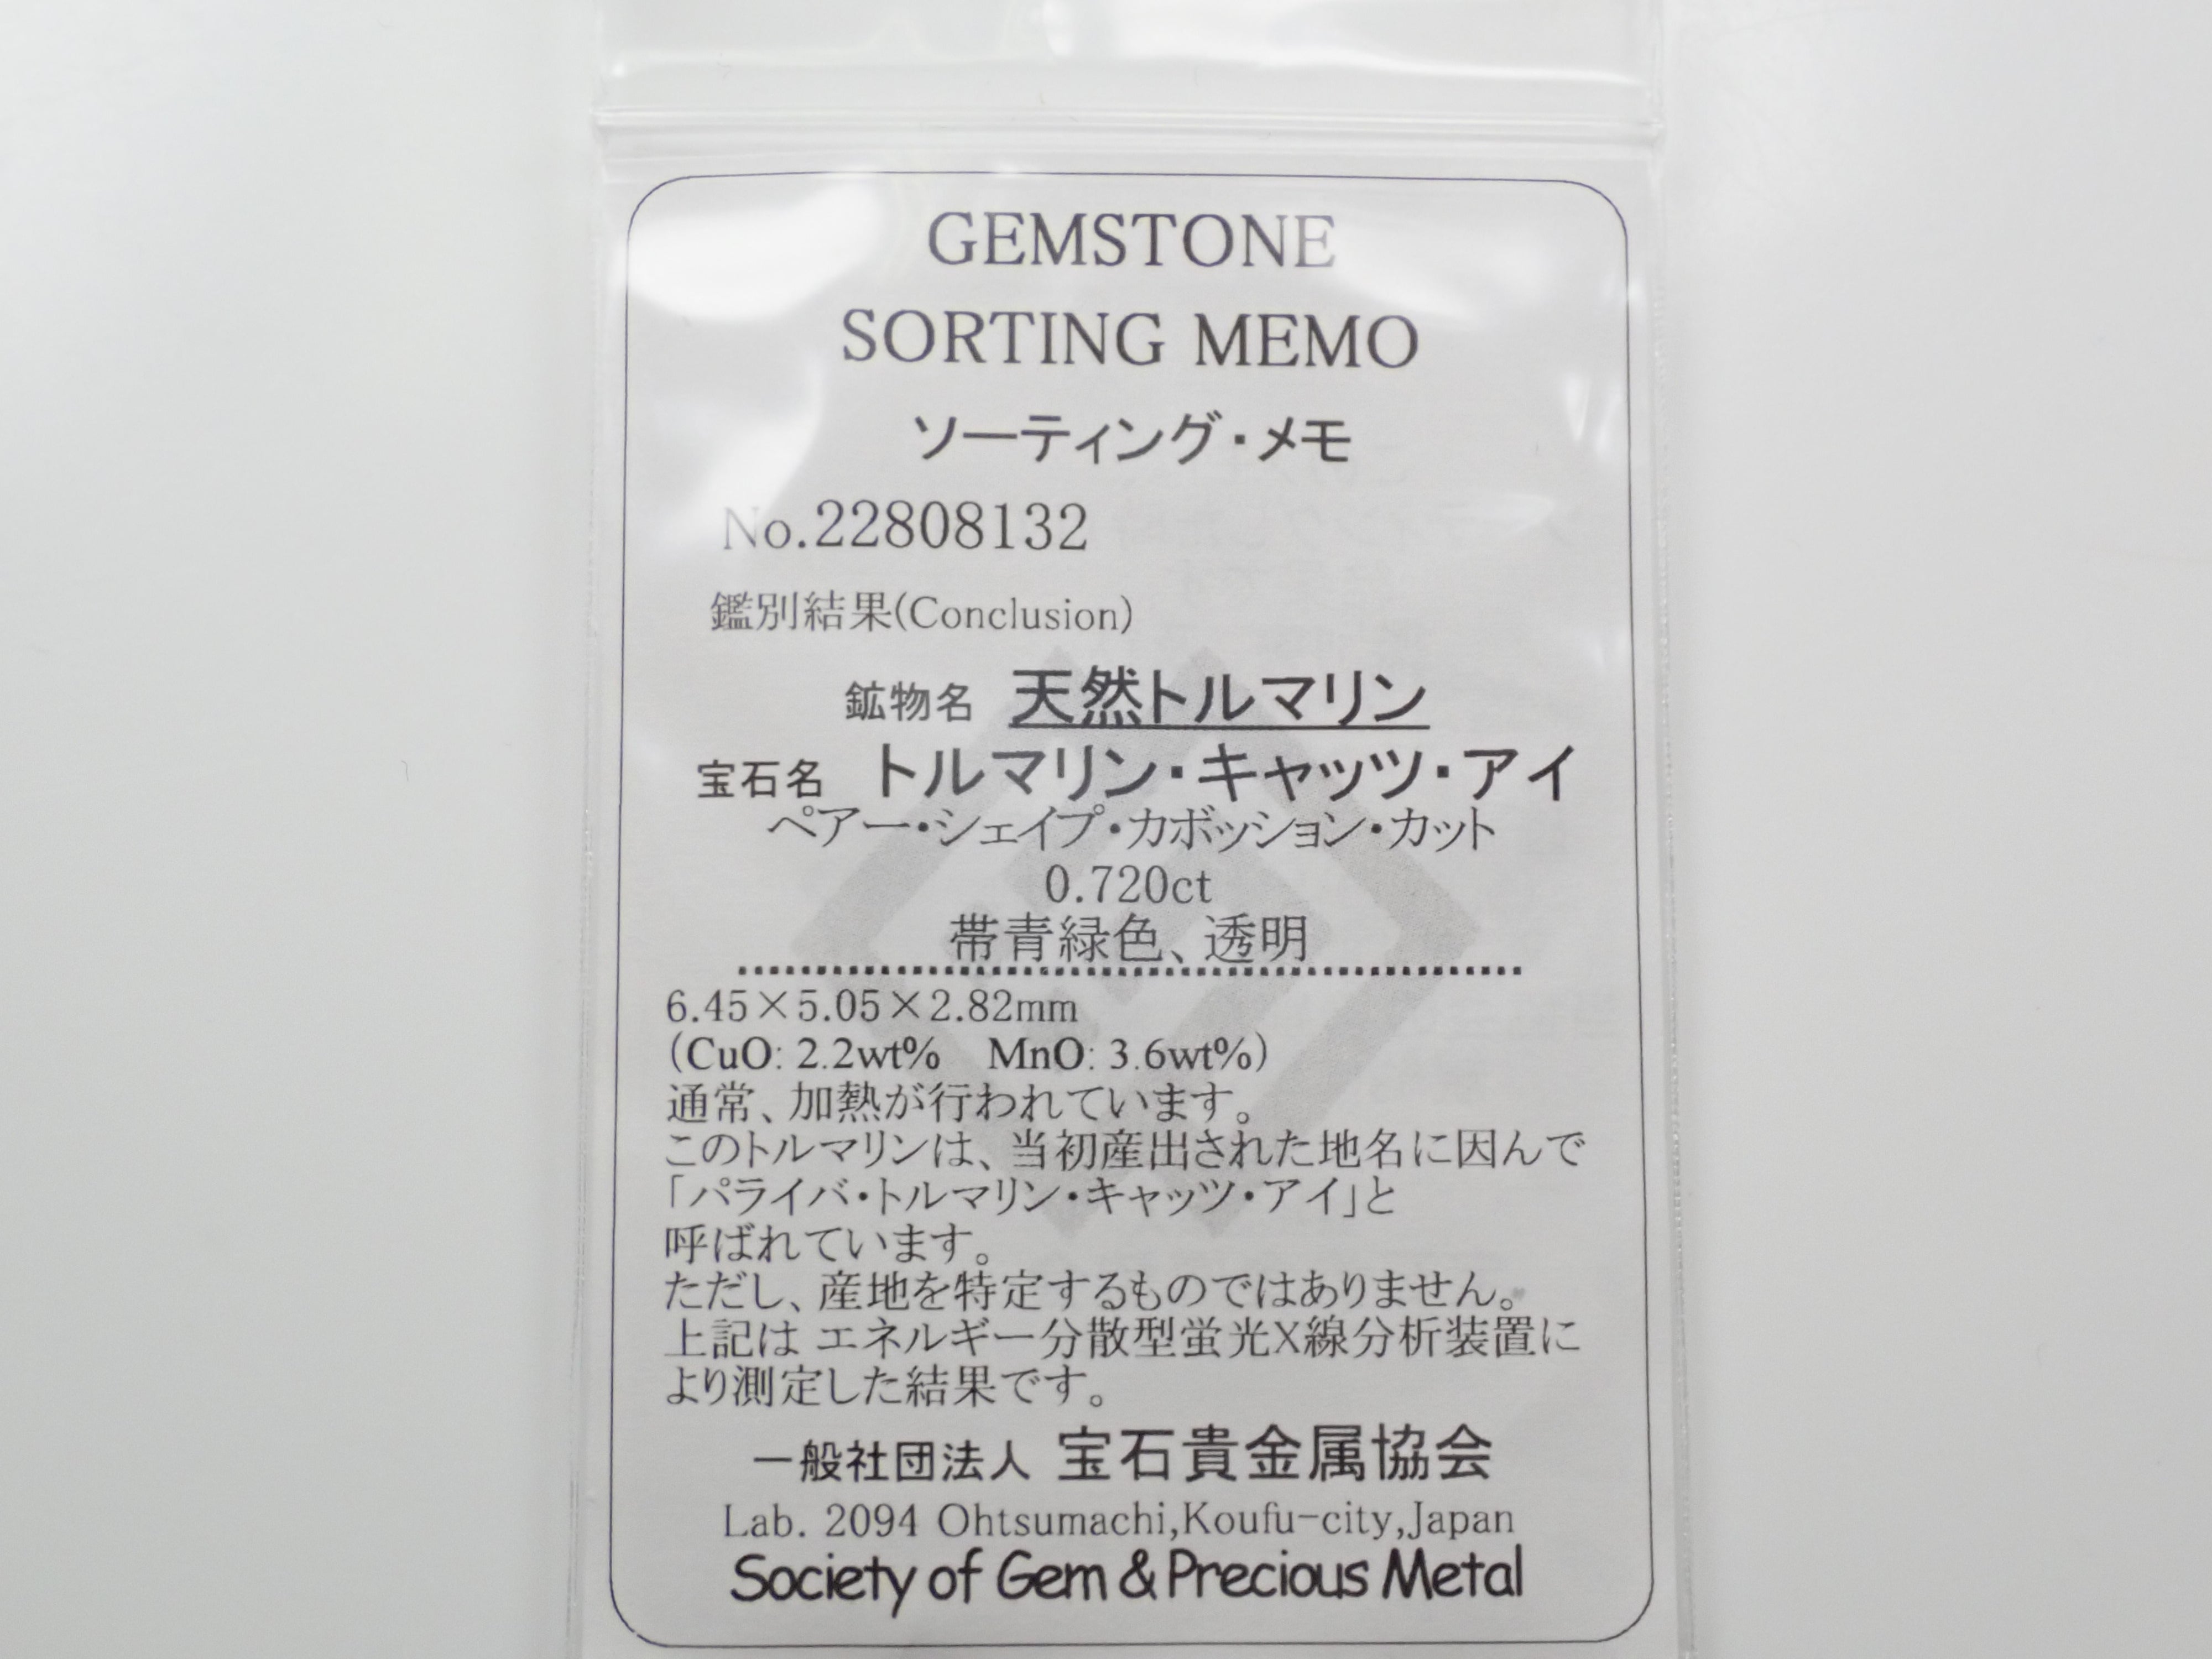 GEMSTONE
SORTING MEMO
ソーティング・メモ
No.22808132
鑑別結果(Conclusion)
鉱物名 天然トルマリン
宝石名 トルマリン・キャッツ・アイ
ペアー・シェイプ・カボッション・カット
0.720ct
帯青緑色、透明
6.45×5.05×2.82mm
(CuO: 2.2wt% MnO: 3.6wt%)
通常、加熱が行われています。
このトルマリンは、当初産出された地名に因んで
「パライバ・トルマリン・キャッツ・アイ」と
呼ばれています。
ただし、産地を特定するものではありません。
上記は エネルギー分散型蛍光X線分析装置に
より測定した結果です。
一般社団法人 宝石貴金属協会
Lab. 2094 Ohtsumachi,Koufu-city,Japan
Society of Gem & Precious Metal